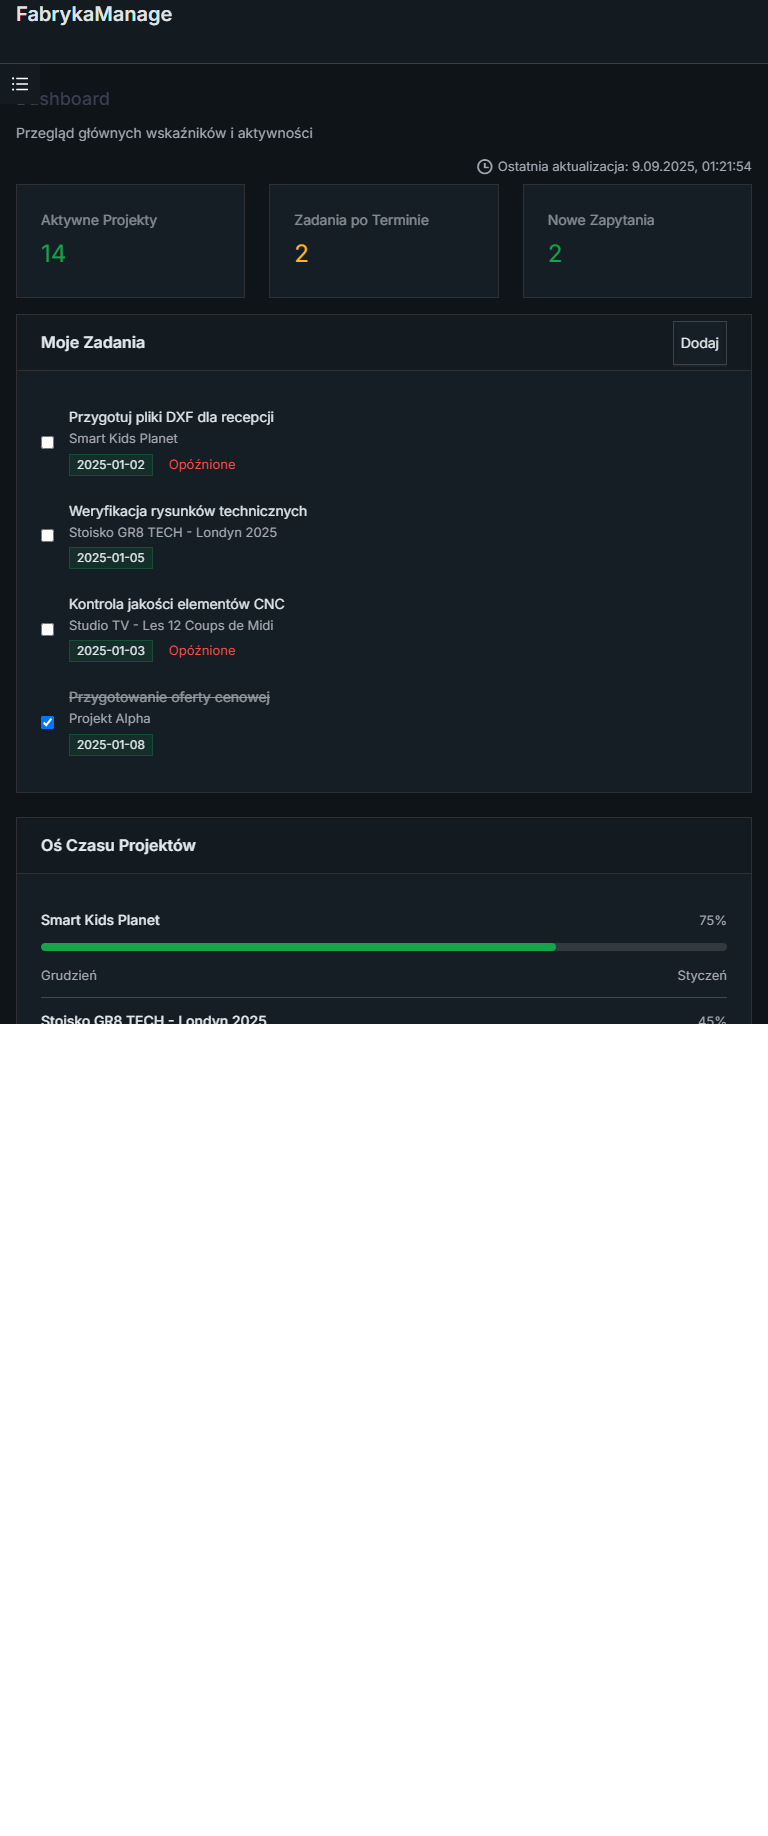 FabrykaManage
Dashboard
Przegląd głównych wskaźników i aktywności
Ostatnia aktualizacja: 9.09.2025, 01:21:54
Aktywne Projekty
14
Zadania po Terminie
2
Nowe Zapytania
2
Moje Zadania
Dodaj
Przygotuj pliki DXF dla recepcji
Smart Kids Planet
2025-01-02 Opóźnione
Weryfikacja rysunków technicznych
Stoisko GR8 TECH - Londyn 2025
2025-01-05
Kontrola jakości elementów CNC
Studio TV - Les 12 Coups de Midi
2025-01-03 Opóźnione
Przygotowanie oferty cenowej
Projekt Alpha
2025-01-08
Oś Czasu Projektów
Smart Kids Planet 75%
Grudzień Styczeń
Stoisko GR8 TECH - Londyn 2025 45%